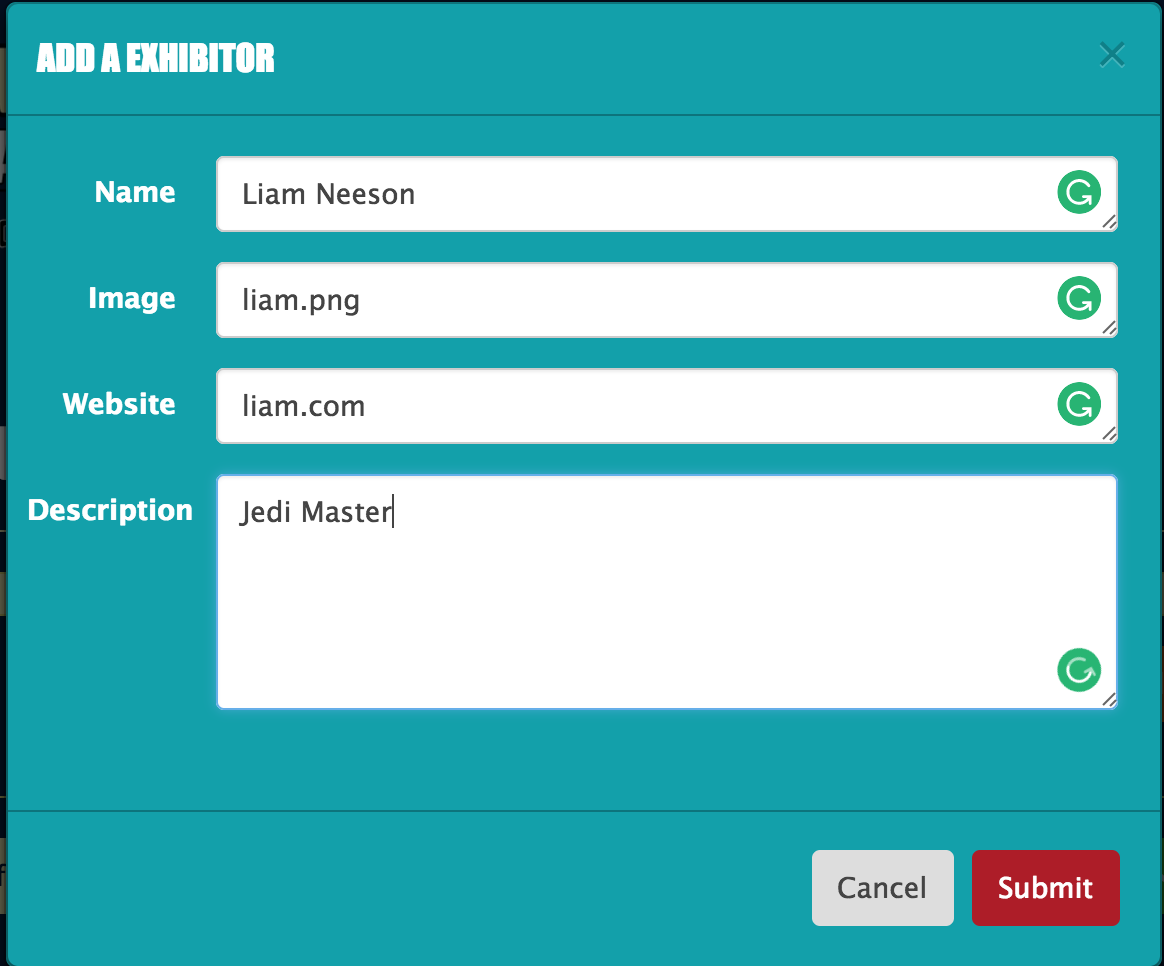 ADD A EXHIBITOR
Name
Liam Neeson
Image
liam.png
Website
liam.com
Description
Jedi Master
Cancel
Submit